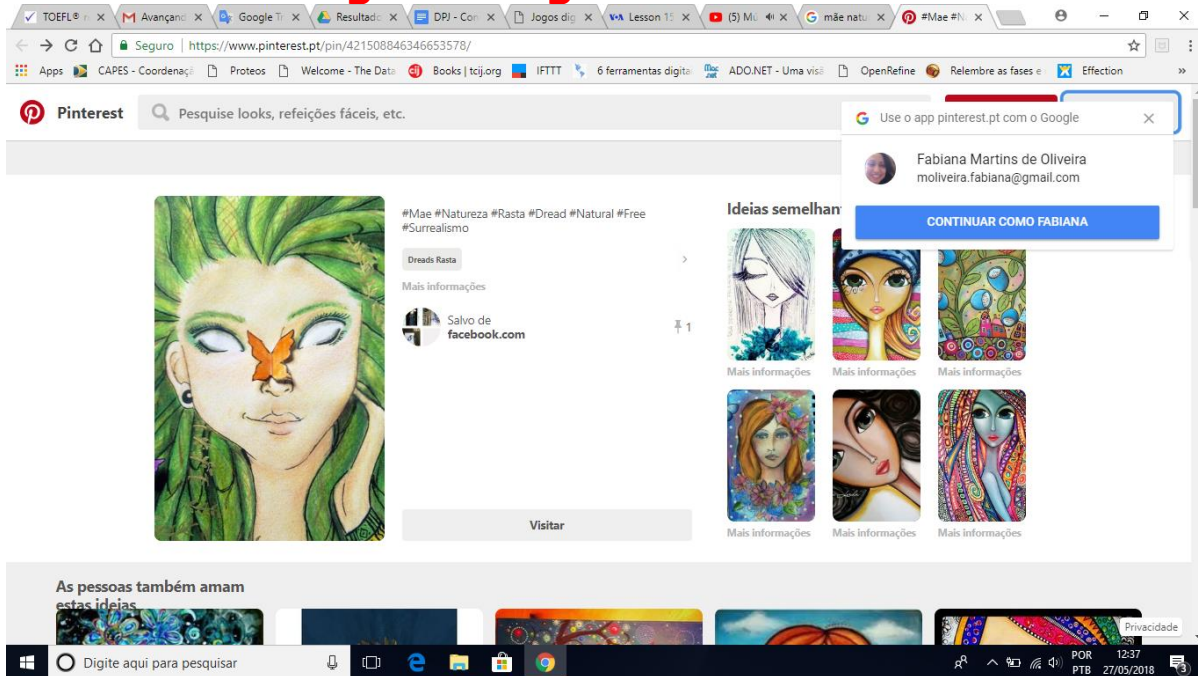 TOEFL®
Avançand
Google Tr
Resultado
DPJ - Con
Jogos dig
VOA Lesson 15
(5) Mú
mãe natu
#Mae #N
Seguro | https://www.pinterest.pt/pin/421508846346653578/
Apps
CAPES - Coordenaçã
Proteos
Welcome - The Data
Books | tcij.org
IFTTT
6 ferramentas digita
ADO.NET - Uma visã
OpenRefine
Relembre as fases e
Effection
»
Pinterest
Pesquise looks, refeições fáceis, etc.
Use o app pinterest.pt com o Google
Fabiana Martins de Oliveira
moliveira.fabiana@gmail.com
CONTINUAR COMO FABIANA
#Mae #Natureza #Rasta #Dread #Natural #Free
#Surrealismo
Dreads Rasta
Mais informações
Salvo de
facebook.com
1
Visitar
Ideias semelhan
Mais informações
Mais informações
Mais informações
Mais informações
Mais informações
Mais informações
As pessoas também amam
estas ideias
Privacidade
Digite aqui para pesquisar
POR
PTB
12:37
27/05/2018
3